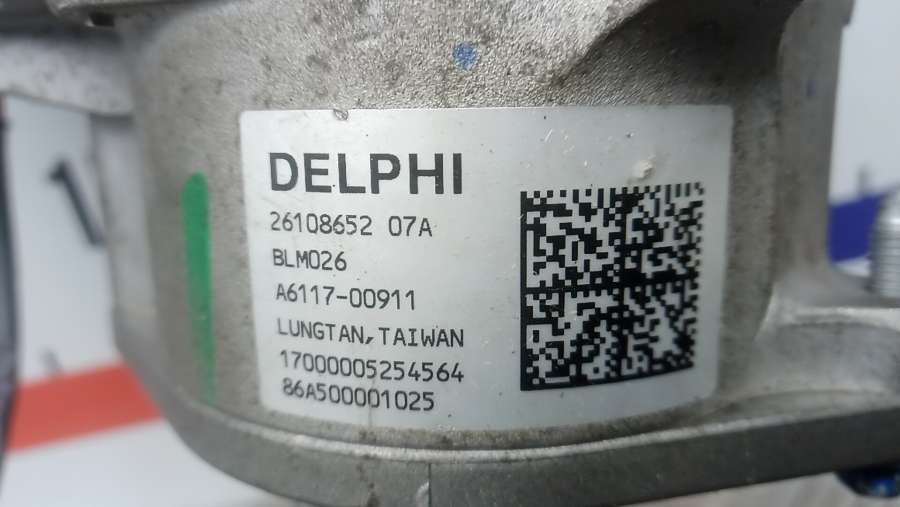 DELPHI
26108652 07A
BLM026
A6117-00911
LUNGTAN, TAIWAN
17000005254564
86A500001025